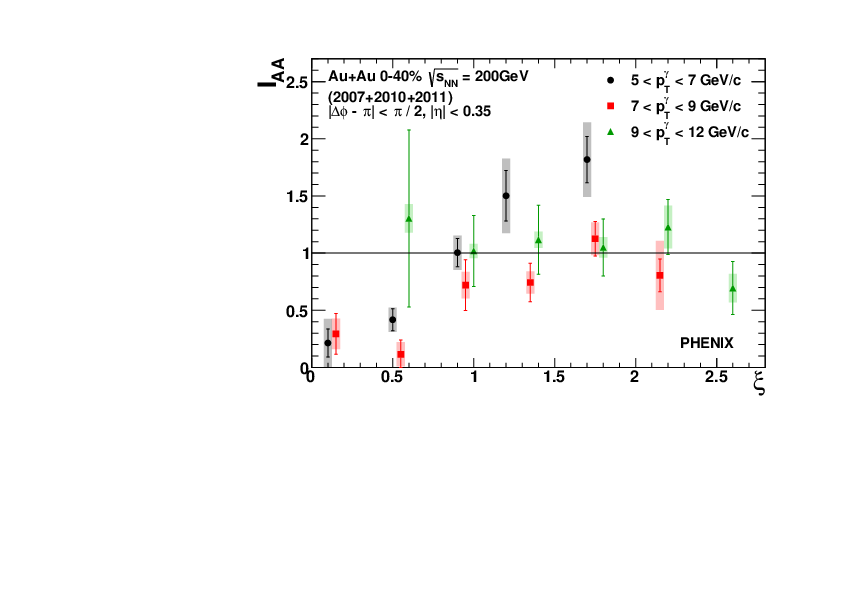 I_AA
Au+Au 0-40% √s_NN = 200GeV
(2007+2010+2011)
|Δϕ - π| < π / 2, |η| < 0.35
5 < p_T^γ < 7 GeV/c
7 < p_T^γ < 9 GeV/c
9 < p_T^γ < 12 GeV/c
2.5
2
1.5
1
0.5
0
PHENIX
0 0.5 1 1.5 2 2.5
ξ